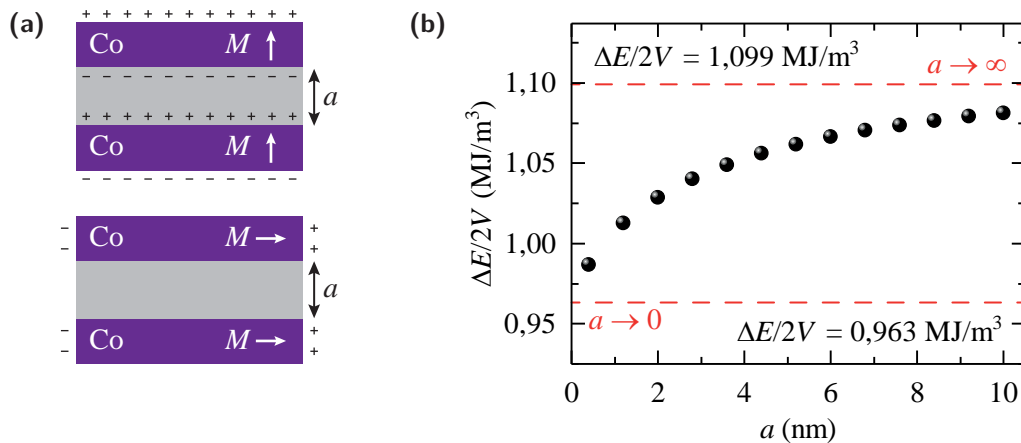 (a)
+ + + + + + + + + + +
Co M
− − − − − − − − − − −
a
+ + + + + + + + + + +
Co M
− − − − − − − − − − −
− Co M +
− +
a
− Co M +
− +
(b)
ΔE/2V (MJ/m³)
1,10
1,05
1,00
0,95
ΔE/2V = 1,099 MJ/m³
a → ∞
a → 0
ΔE/2V = 0,963 MJ/m³
0 2 4 6 8 10
a (nm)